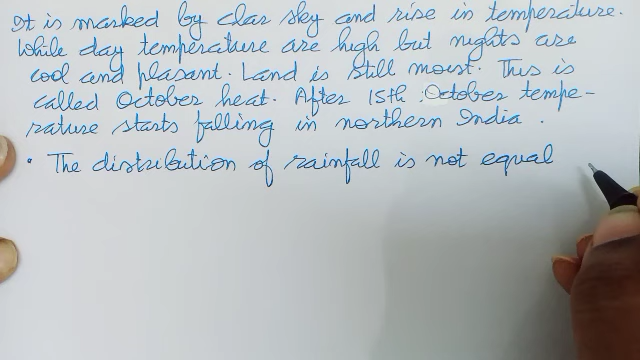 It is marked by clar sky and rise in temperature.
While day temperature are high but nights are
cool and plasant. Land is still moist. This is
called October heat. After 15th October tempe-
rature starts falling in northern India.
• The distribution of rainfall is not equal